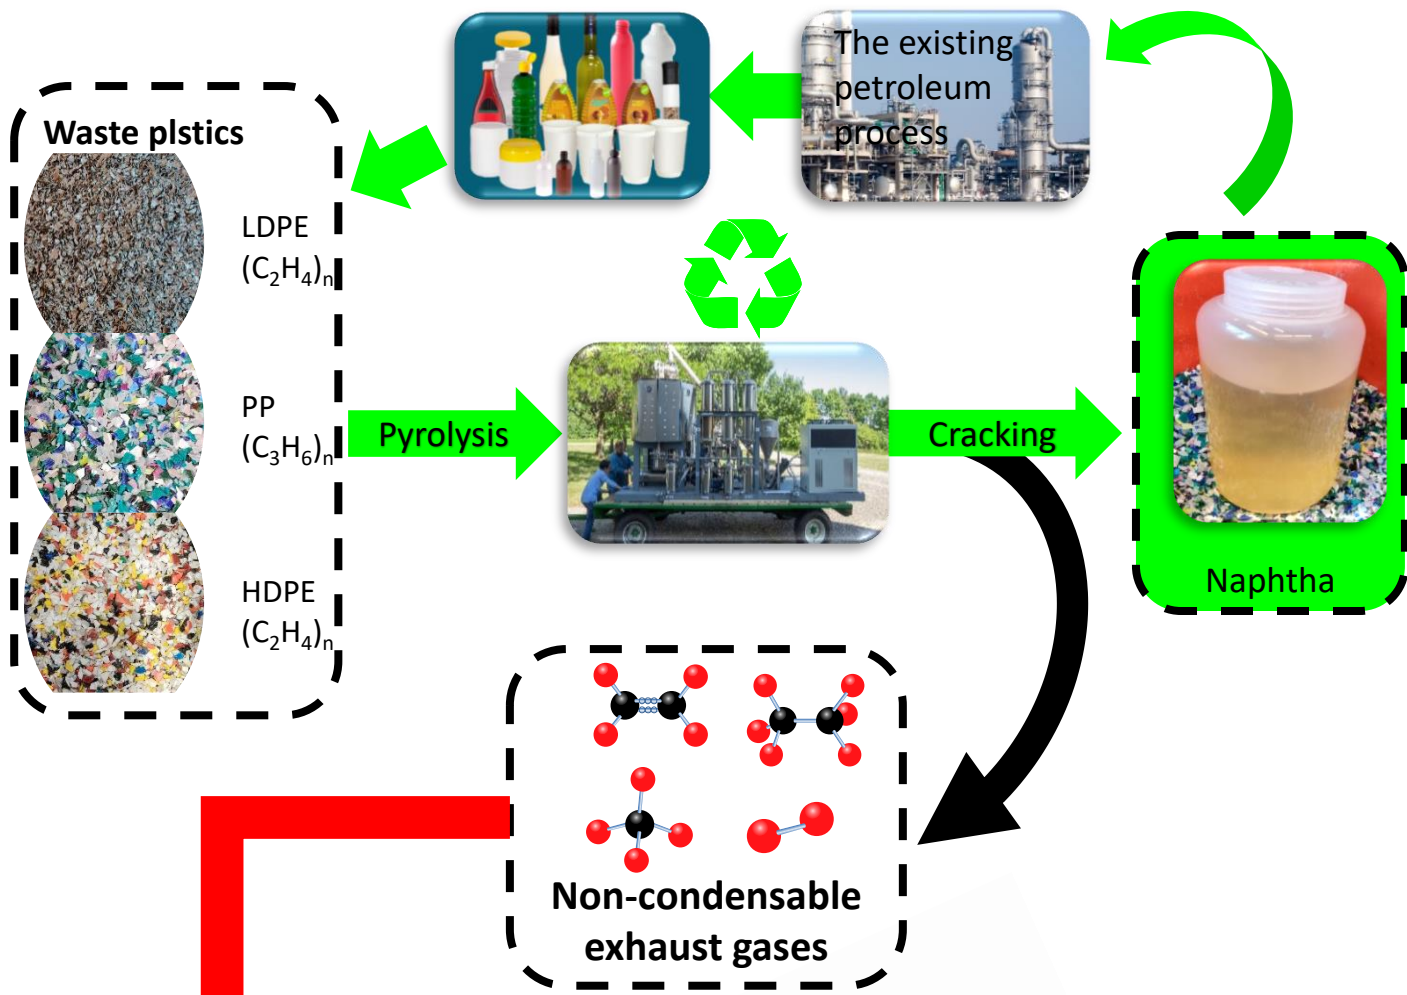 The existing
petroleum
process
Waste plstics
LDPE
(C₂H₄)ₙ
PP
(C₃H₆)ₙ
HDPE
(C₂H₄)ₙ
Pyrolysis
Cracking
Naphtha
Non-condensable
exhaust gases